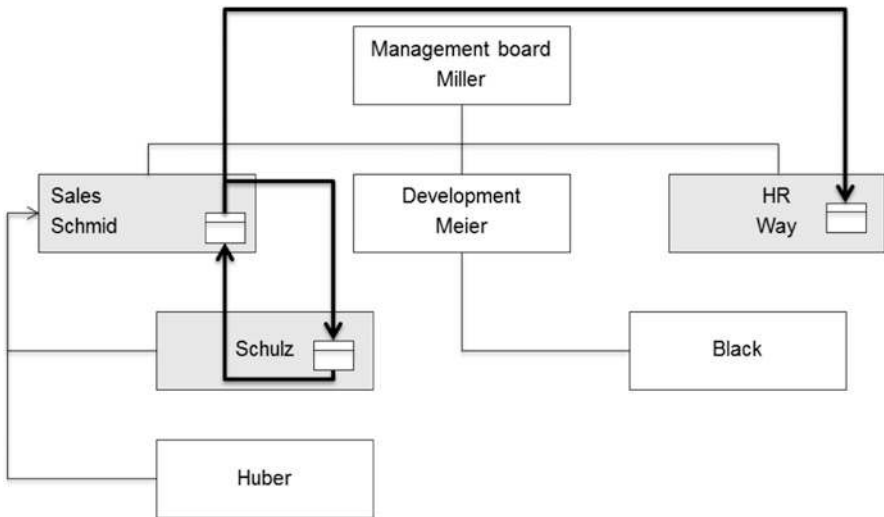 Management board
Miller
Sales
Schmid
Development
Meier
HR
Way
Schulz
Black
Huber